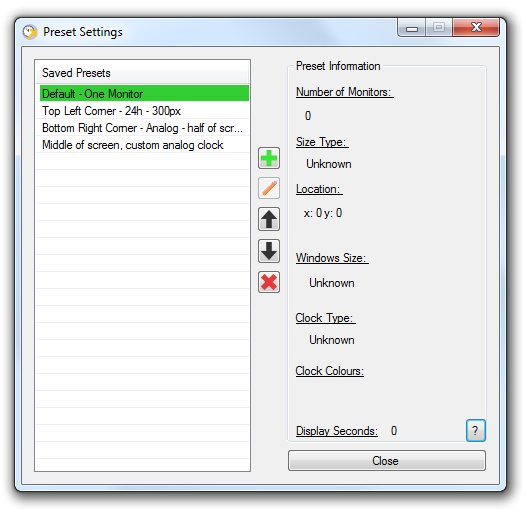 Preset Settings
Saved Presets
Default - One Monitor
Top Left Corner - 24h - 300px
Bottom Right Corner - Analog - half of scr...
Middle of screen, custom analog clock
Preset Information
Number of Monitors:
0
Size Type:
Unknown
Location:
x: 0 y: 0
Windows Size:
Unknown
Clock Type:
Unknown
Clock Colours:
Display Seconds: 0
?
Close